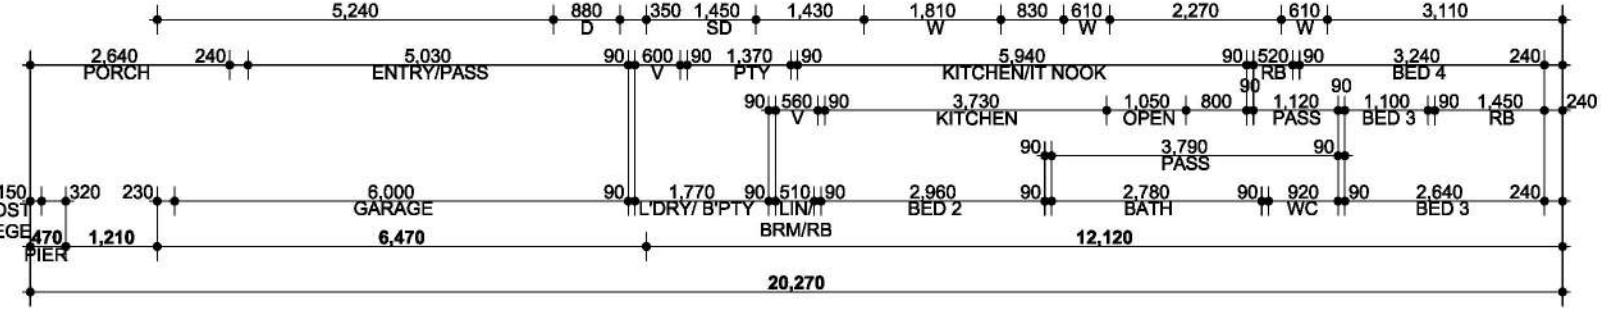 5,240 880 350 1,450 1,430 1,810 830 610 2,270 610 3,110
D SD W W W
2,640 240 5,030 90 600 90 1,370 90 5,940 90 520 90 3,240 240
PORCH ENTRY/PASS V PTY KITCHEN/IT NOOK RB BED 4
90 90
90 560 90 3,730 1,050 800 1,120 1,100 90 1,450 240
V KITCHEN OPEN PASS BED 3 RB
90 3,790 90
PASS
150 320 230 6,000 90 1,770 90 510 90 2,960 90 2,780 90 920 90 2,640 240
OST GARAGE L'DRY/ B'PTY LIN/ BED 2 BATH WC BED 3
EGE BRM/RB
470 1,210 6,470 12,120
PIER
20,270